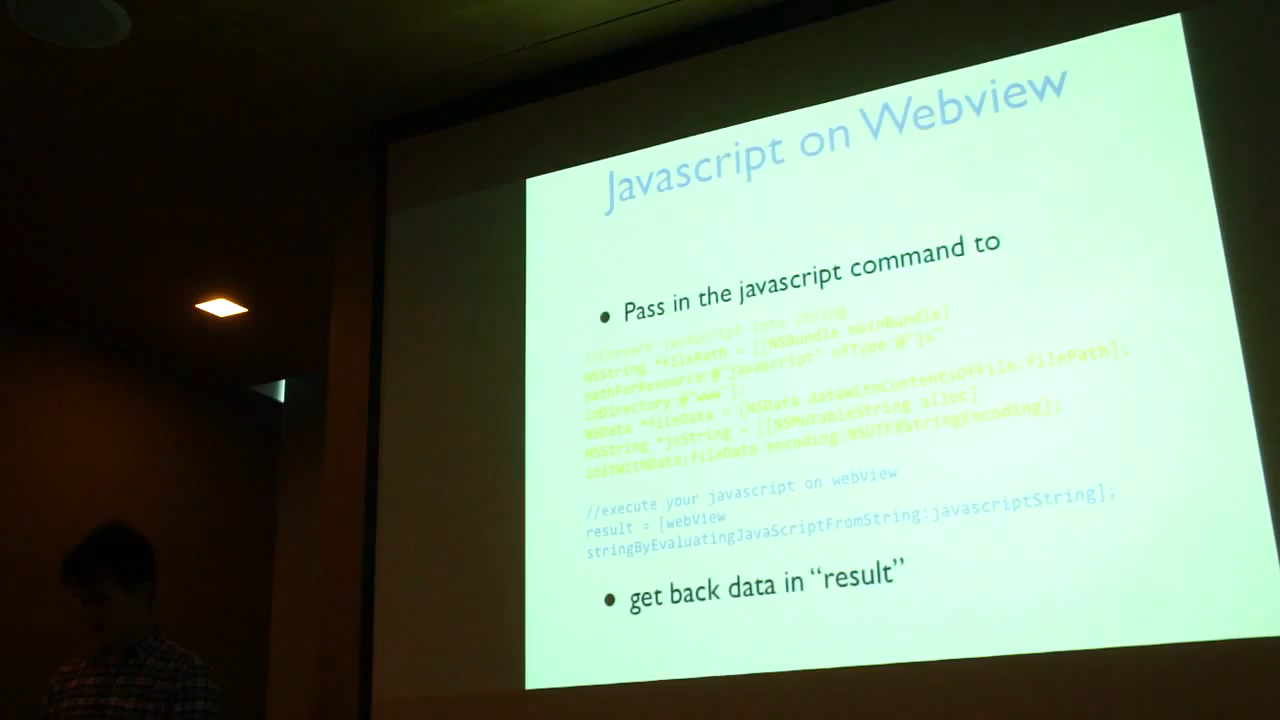 Javascript on Webview
• Pass in the javascript command to
//Convert javascript into string
NSString *filePath = [[NSBundle mainBundle]
pathForResource:@"javascript" ofType:@"js"
inDirectory:@"www"];
NSData *fileData = [NSData dataWithContentsOfFile:filePath];
NSString *jsString = [[NSMutableString alloc]
initWithData:fileData encoding:NSUTF8StringEncoding];
//execute your javascript on webView
result = [webView
stringByEvaluatingJavaScriptFromString:javascriptString];
• get back data in “result”